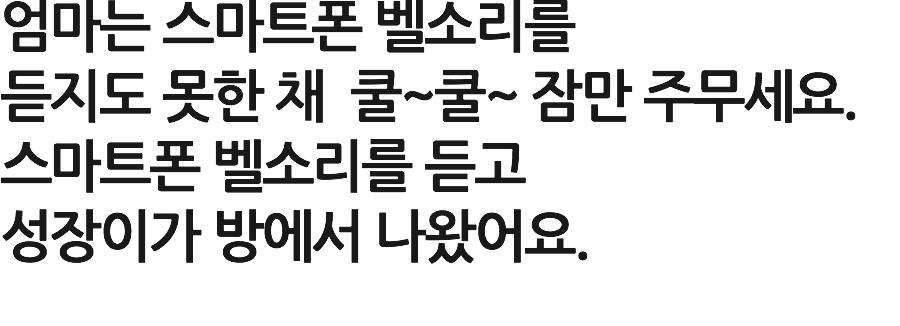 엄마는 스마트폰 벨소리를
듣지도 못한 채 쿨~쿨~ 잠만 주무세요.
스마트폰 벨소리를 듣고
성장이가 방에서 나왔어요.